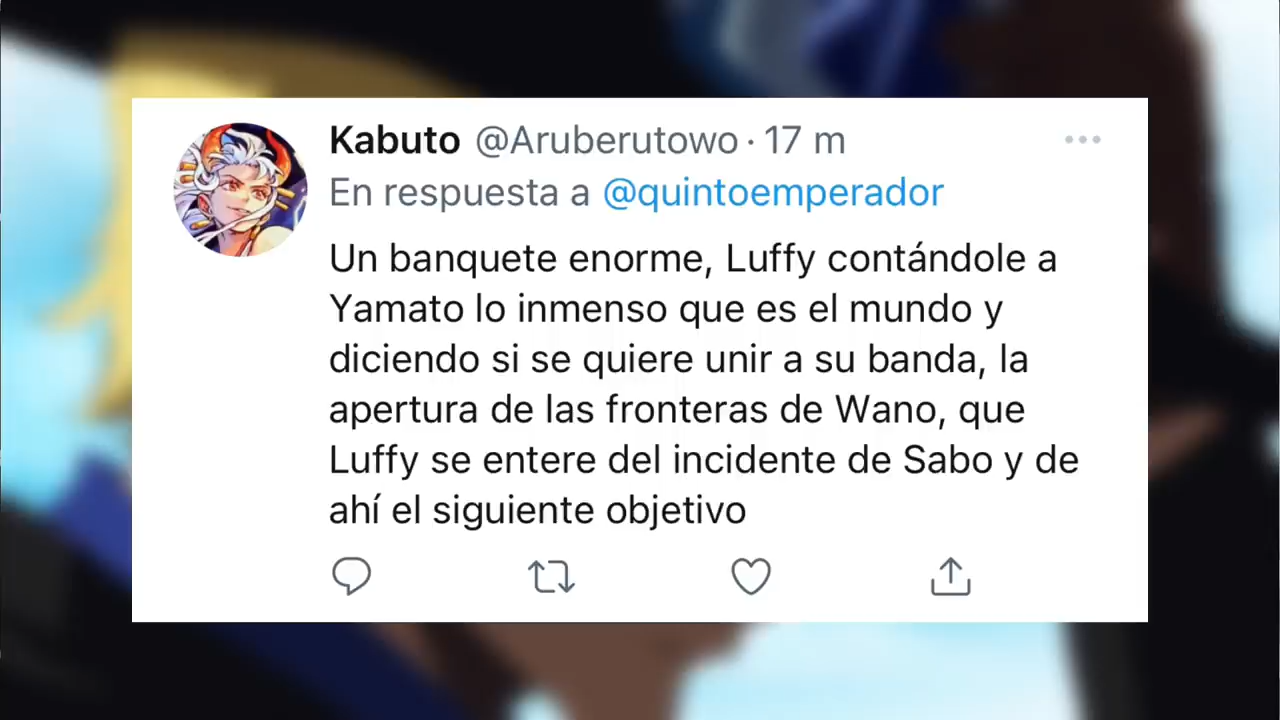 Kabuto @Aruberutowo · 17 m
En respuesta a @quintoemperador
Un banquete enorme, Luffy contándole a
Yamato lo inmenso que es el mundo y
diciendo si se quiere unir a su banda, la
apertura de las fronteras de Wano, que
Luffy se entere del incidente de Sabo y de
ahí el siguiente objetivo